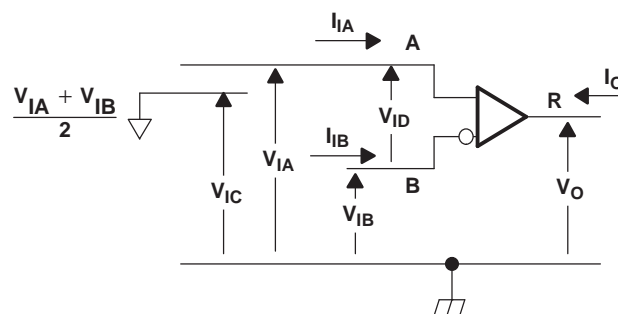 I_IA
A
I_O
V_IA + V_IB
2
R
V_ID
I_IB
V_IA
B
V_IC
V_IB
V_O